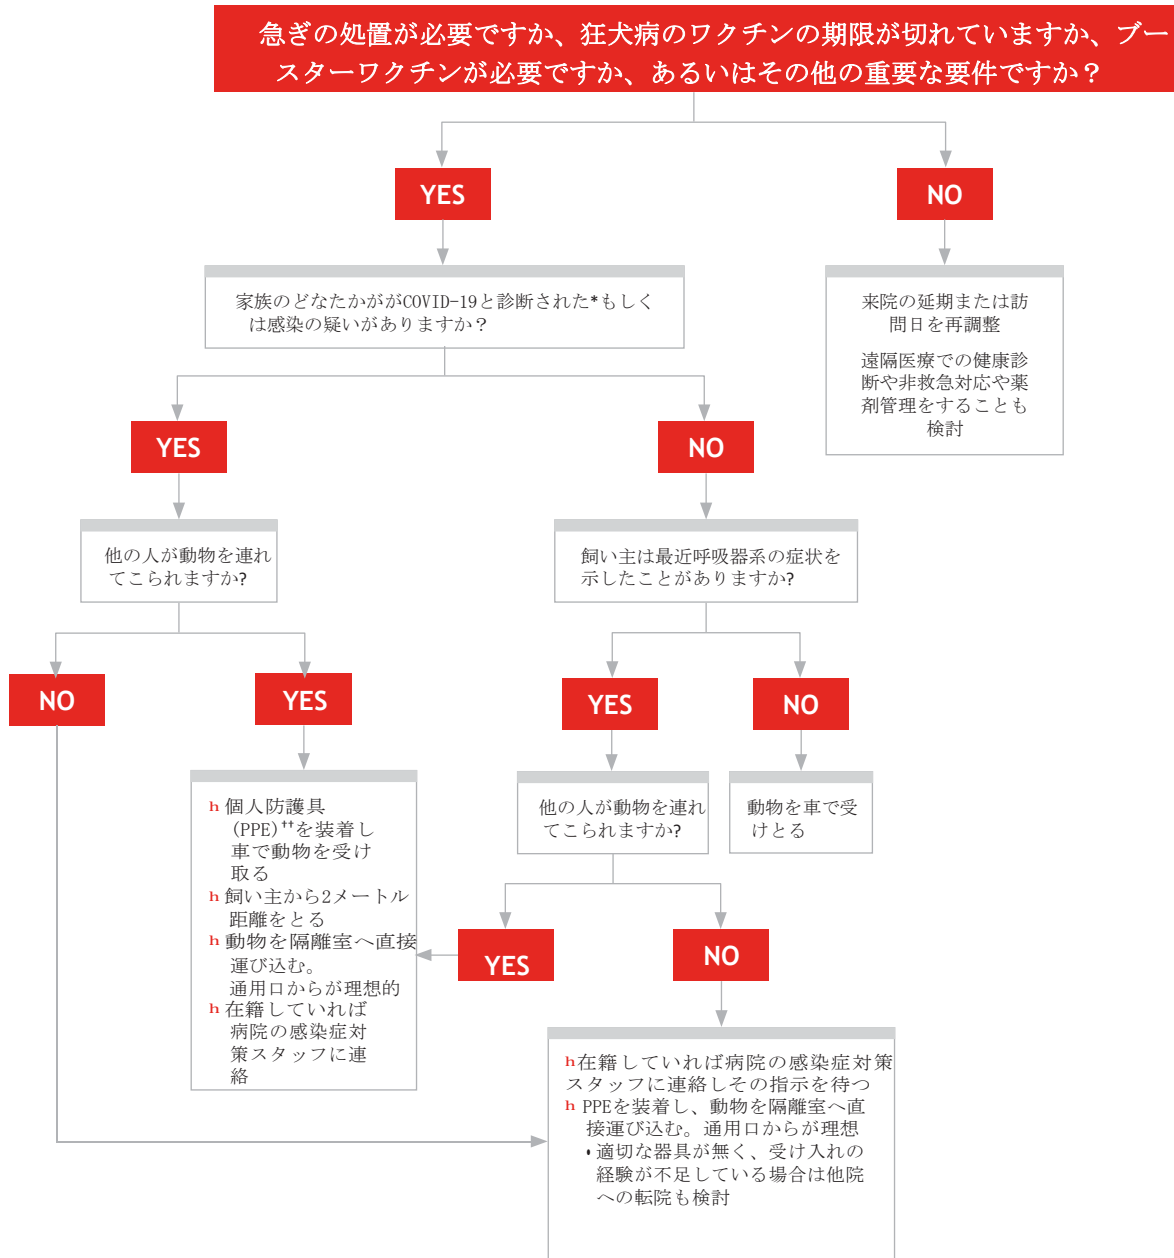 急ぎの処置が必要ですか、狂犬病のワクチンの期限が切れていますか、ブー
スターワクチンが必要ですか、あるいはその他の重要な要件ですか？
YES
NO
家族のどなたかががCOVID-19と診断された*もしく
は感染の疑いがありますか？
来院の延期または訪
問日を再調整
遠隔医療での健康診
断や非救急対応や薬
剤管理をすることも
検討
YES
NO
他の人が動物を連れ
てこられますか?
飼い主は最近呼吸器系の症状を
示したことがありますか?
NO
YES
YES
NO
h 個人防護具
(PPE)††を装着し
車で動物を受け
取る
h 飼い主から2メートル
距離をとる
h 動物を隔離室へ直接
運び込む。
通用口からが理想的
h 在籍していれば
病院の感染症対
策スタッフに連
絡
他の人が動物を連れ
てこられますか?
動物を車で受
けとる
YES
NO
h在籍していれば病院の感染症対策
スタッフに連絡しその指示を待つ
h PPEを装着し、動物を隔離室へ直
接運び込む。通用口からが理想
• 適切な器具が無く、受け入れの
経験が不足している場合は他院
への転院も検討